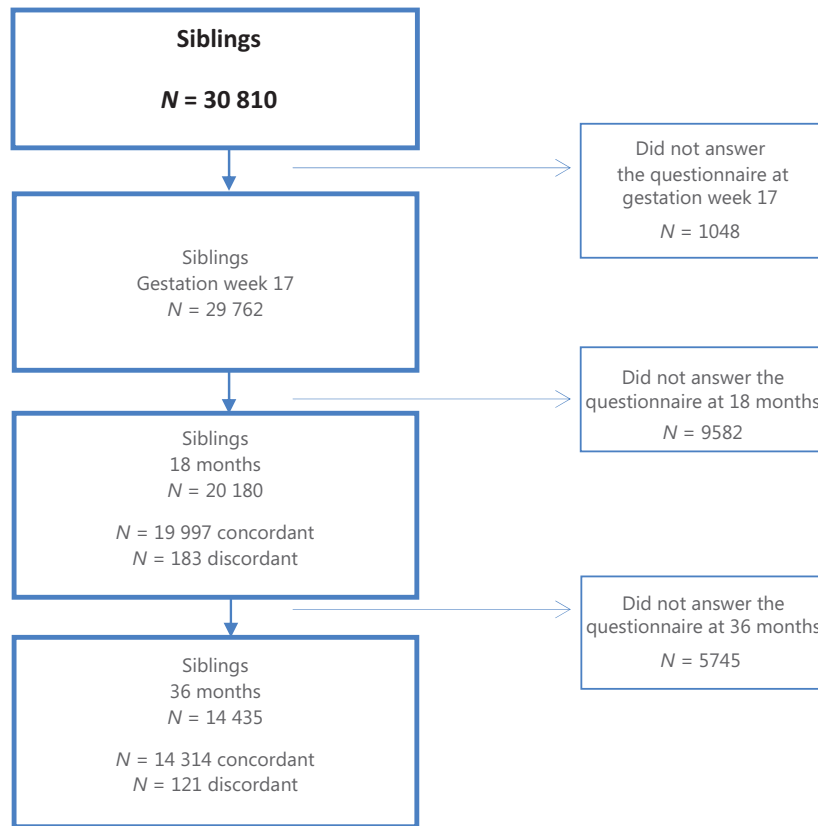 Siblings
N = 30 810
Did not answer
the questionnaire at
gestation week 17
N = 1048
Siblings
Gestation week 17
N = 29 762
Did not answer the
questionnaire at 18 months
N = 9582
Siblings
18 months
N = 20 180
N = 19 997 concordant
N = 183 discordant
Did not answer the
questionnaire at 36 months
N = 5745
Siblings
36 months
N = 14 435
N = 14 314 concordant
N = 121 discordant